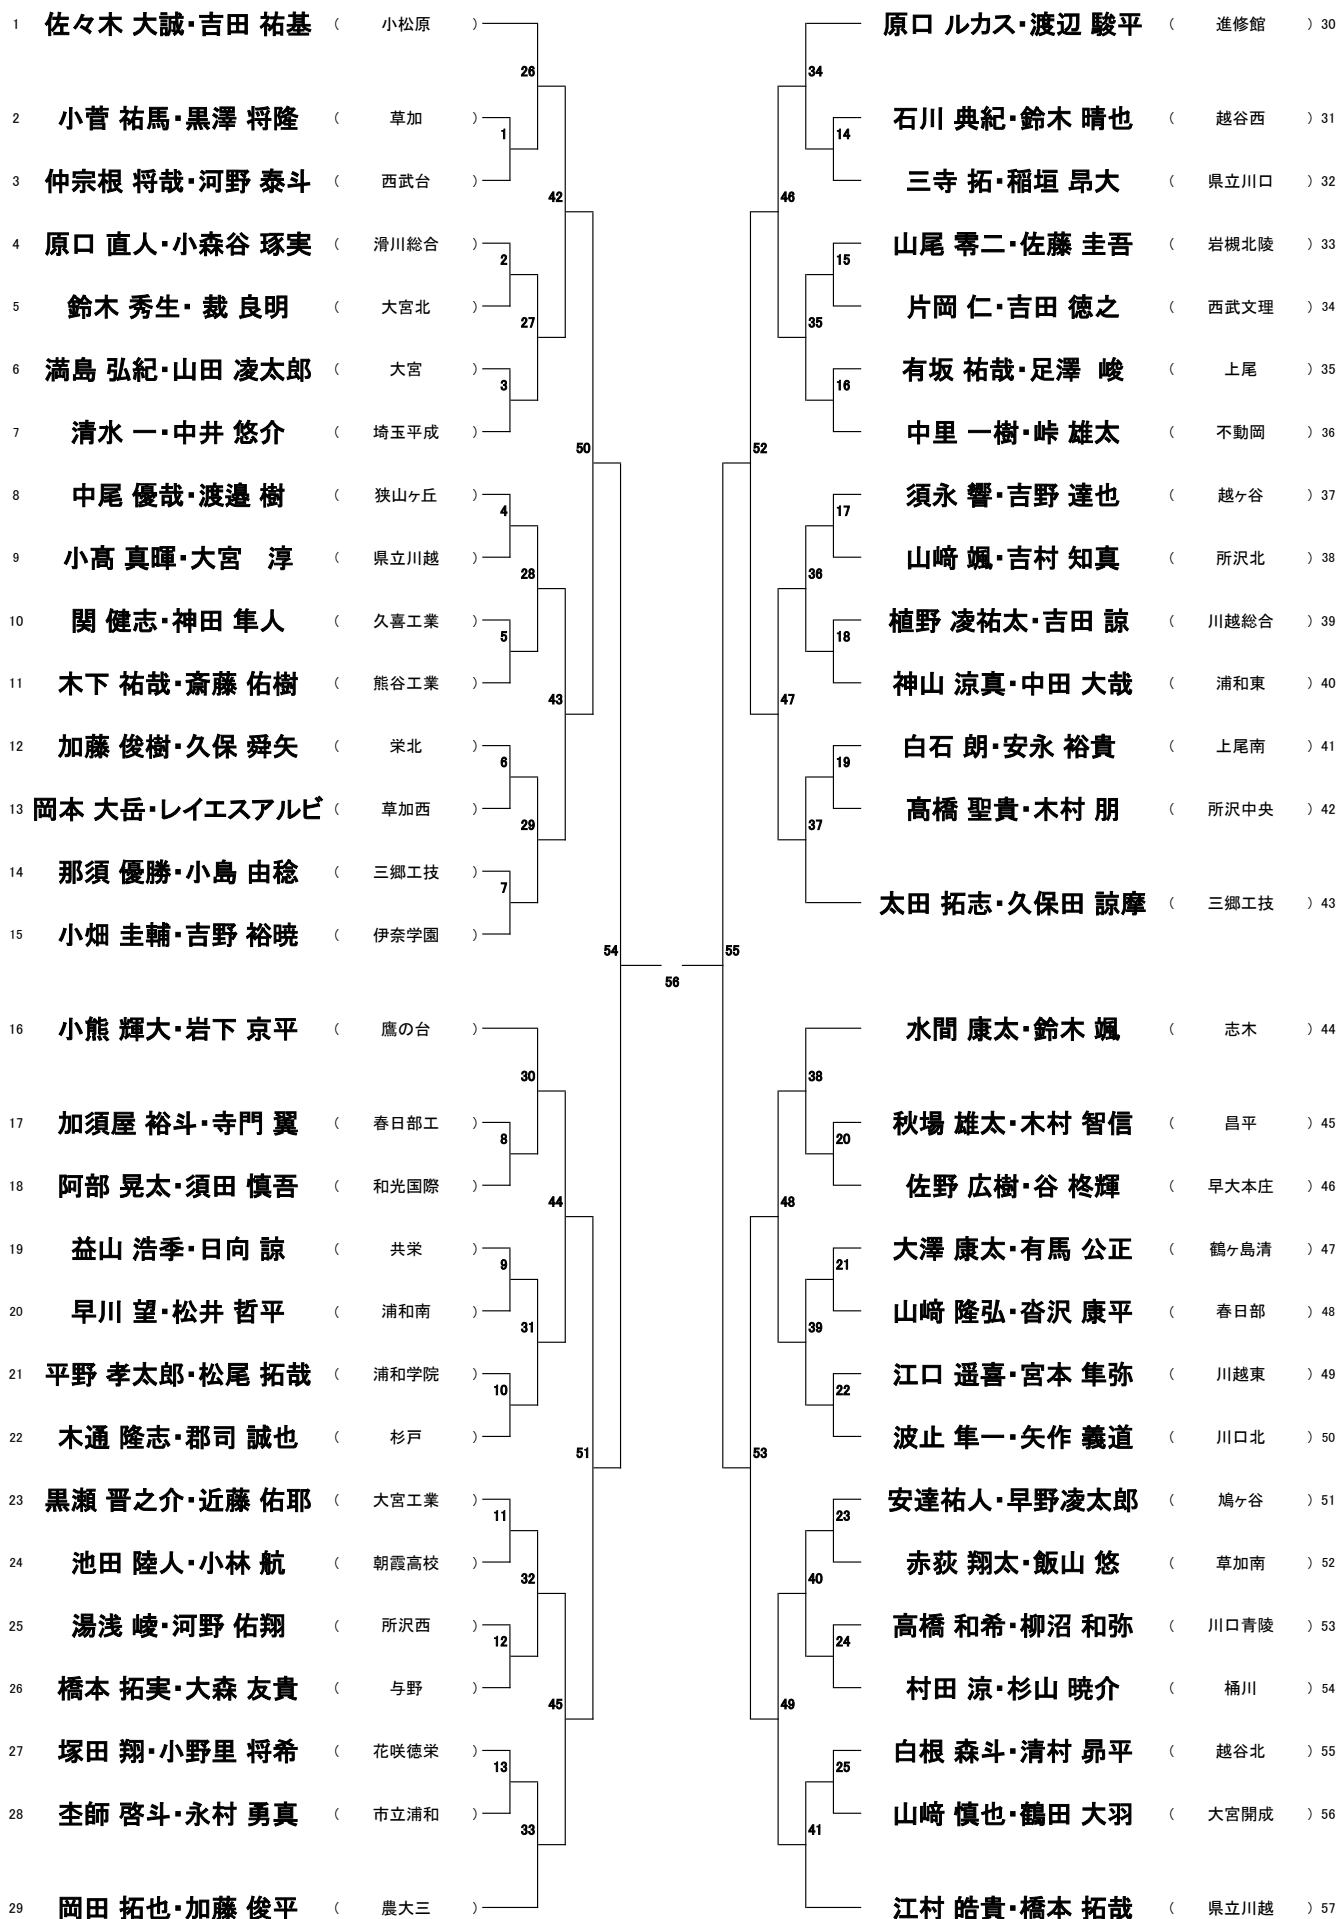 1 佐々木 大誠・吉田 祐基 ( 小松原 )
26
2 小菅 祐馬・黒澤 将隆 ( 草加 )
1
3 仲宗根 将哉・河野 泰斗 ( 西武台 )
42
4 原口 直人・小森谷 琢実 ( 滑川総合 )
2
5 鈴木 秀生・ 裁 良明 ( 大宮北 )
27
6 満島 弘紀・山田 凌太郎 ( 大宮 )
3
7 清水 一・中井 悠介 ( 埼玉平成 )
50
8 中尾 優哉・渡邉 樹 ( 狭山ヶ丘 )
4
9 小髙 真暉・大宮 淳 ( 県立川越 )
28
10 関 健志・神田 隼人 ( 久喜工業 )
5
11 木下 祐哉・斎藤 佑樹 ( 熊谷工業 )
43
12 加藤 俊樹・久保 舜矢 ( 栄北 )
6
13 岡本 大岳・レイエスアルビ ( 草加西 )
29
14 那須 優勝・小島 由稔 ( 三郷工技 )
7
15 小畑 圭輔・吉野 裕暁 ( 伊奈学園 )
54
16 小熊 輝大・岩下 京平 ( 鷹の台 )
30
17 加須屋 裕斗・寺門 翼 ( 春日部工 )
8
18 阿部 晃太・須田 慎吾 ( 和光国際 )
44
19 益山 浩季・日向 諒 ( 共栄 )
9
20 早川 望・松井 哲平 ( 浦和南 )
31
21 平野 孝太郎・松尾 拓哉 ( 浦和学院 )
10
22 木通 隆志・郡司 誠也 ( 杉戸 )
51
23 黒瀬 晋之介・近藤 佑耶 ( 大宮工業 )
11
24 池田 陸人・小林 航 ( 朝霞高校 )
32
25 湯浅 崚・河野 佑翔 ( 所沢西 )
12
26 橋本 拓実・大森 友貴 ( 与野 )
45
27 塚田 翔・小野里 将希 ( 花咲徳栄 )
13
28 杢師 啓斗・永村 勇真 ( 市立浦和 )
33
29 岡田 拓也・加藤 俊平 ( 農大三 )
56
原口 ルカス・渡辺 駿平 ( 進修館 ) 30
34
石川 典紀・鈴木 晴也 ( 越谷西 ) 31
14
三寺 拓・稲垣 昂大 ( 県立川口 ) 32
46
山尾 零二・佐藤 圭吾 ( 岩槻北陵 ) 33
15
片岡 仁・吉田 徳之 ( 西武文理 ) 34
35
有坂 祐哉・足澤 峻 ( 上尾 ) 35
16
中里 一樹・峠 雄太 ( 不動岡 ) 36
52
須永 響・吉野 達也 ( 越ヶ谷 ) 37
17
山﨑 颯・吉村 知真 ( 所沢北 ) 38
36
植野 凌祐太・吉田 諒 ( 川越総合 ) 39
18
神山 涼真・中田 大哉 ( 浦和東 ) 40
47
白石 朗・安永 裕貴 ( 上尾南 ) 41
19
髙橋 聖貴・木村 朋 ( 所沢中央 ) 42
37
太田 拓志・久保田 諒摩 ( 三郷工技 ) 43
55
水間 康太・鈴木 颯 ( 志木 ) 44
38
秋場 雄太・木村 智信 ( 昌平 ) 45
20
佐野 広樹・谷 柊輝 ( 早大本庄 ) 46
48
大澤 康太・有馬 公正 ( 鶴ヶ島清 ) 47
21
山﨑 隆弘・沓沢 康平 ( 春日部 ) 48
39
江口 遥喜・宮本 隼弥 ( 川越東 ) 49
22
波止 隼一・矢作 義道 ( 川口北 ) 50
53
安達祐人・早野凌太郎 ( 鳩ヶ谷 ) 51
23
赤荻 翔太・飯山 悠 ( 草加南 ) 52
40
高橋 和希・柳沼 和弥 ( 川口青陵 ) 53
24
村田 涼・杉山 暁介 ( 桶川 ) 54
49
白根 森斗・清村 昴平 ( 越谷北 ) 55
25
山﨑 慎也・鶴田 大羽 ( 大宮開成 ) 56
41
江村 皓貴・橋本 拓哉 ( 県立川越 ) 57